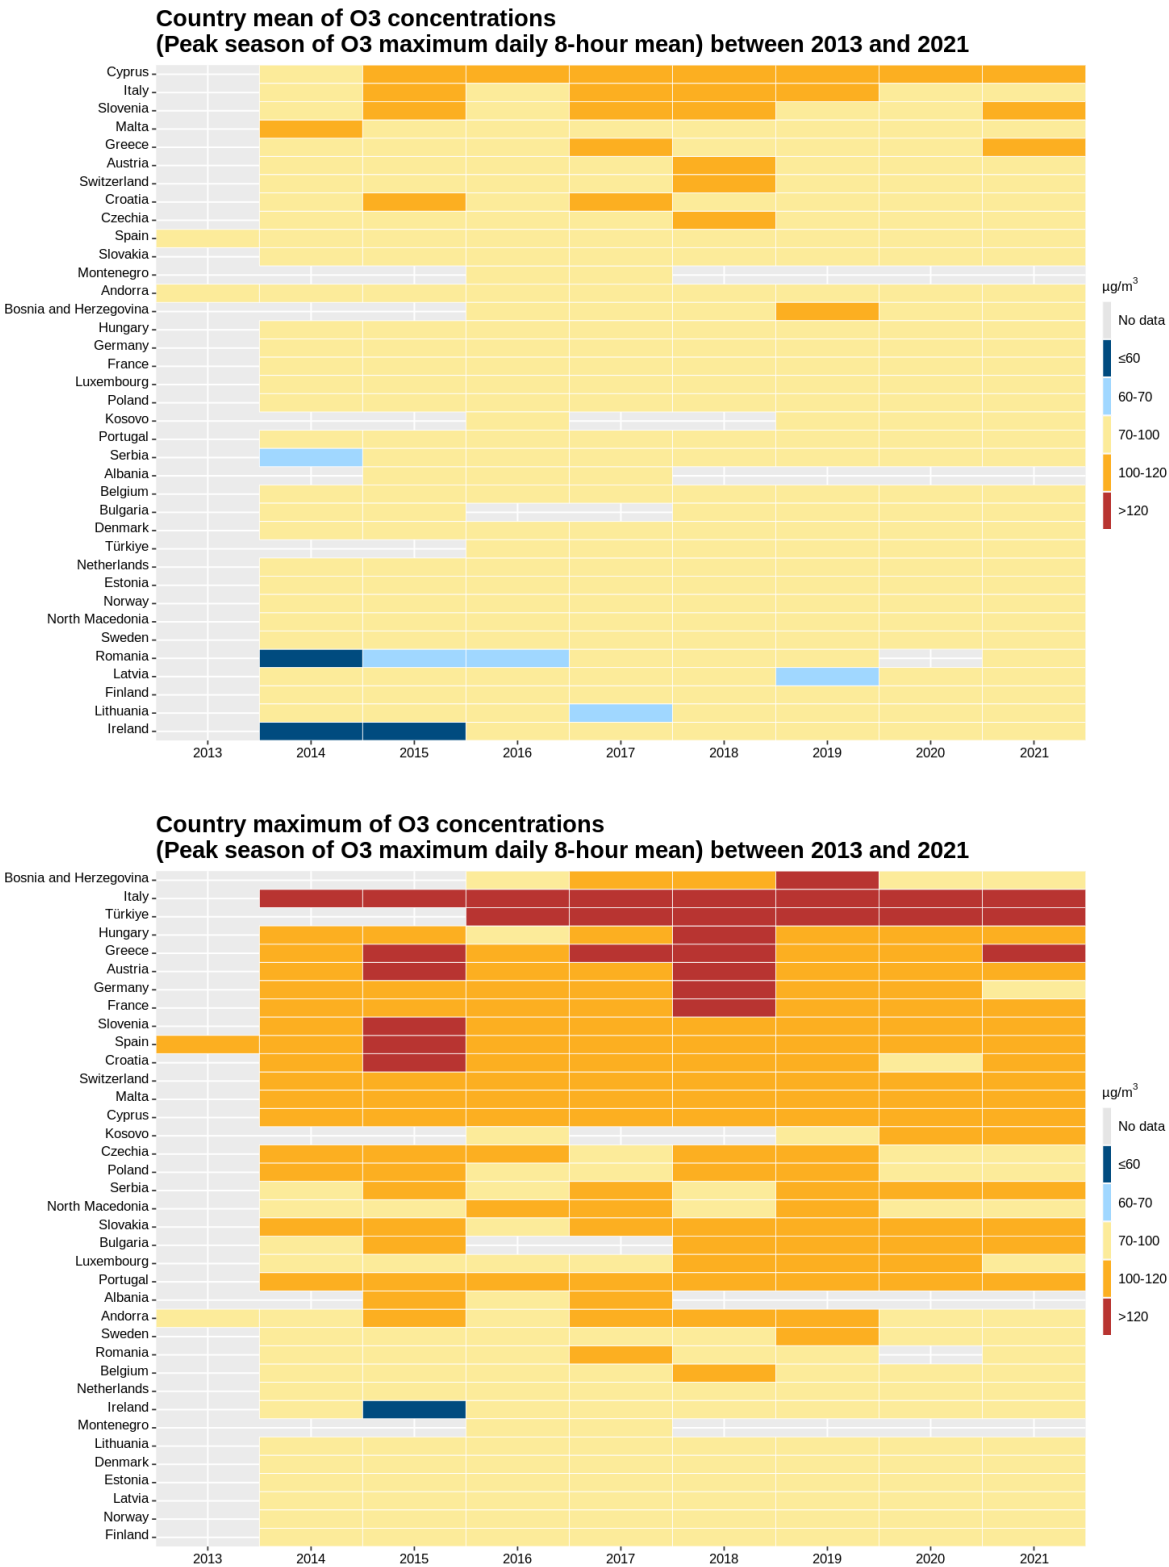 Country mean of O3 concentrations
(Peak season of O3 maximum daily 8-hour mean) between 2013 and 2021
Cyprus
Italy
Slovenia
Malta
Greece
Austria
Switzerland
Croatia
Czechia
Spain
Slovakia
Montenegro
Andorra
Bosnia and Herzegovina
Hungary
Germany
France
Luxembourg
Poland
Kosovo
Portugal
Serbia
Albania
Belgium
Bulgaria
Denmark
Türkiye
Netherlands
Estonia
Norway
North Macedonia
Sweden
Romania
Latvia
Finland
Lithuania
Ireland
2013 2014 2015 2016 2017 2018 2019 2020 2021
µg/m³
No data
≤60
60-70
70-100
100-120
>120
Country maximum of O3 concentrations
(Peak season of O3 maximum daily 8-hour mean) between 2013 and 2021
Bosnia and Herzegovina
Italy
Türkiye
Hungary
Greece
Austria
Germany
France
Slovenia
Spain
Croatia
Switzerland
Malta
Cyprus
Kosovo
Czechia
Poland
Serbia
North Macedonia
Slovakia
Bulgaria
Luxembourg
Portugal
Albania
Andorra
Sweden
Romania
Belgium
Netherlands
Ireland
Montenegro
Lithuania
Denmark
Estonia
Latvia
Norway
Finland
2013 2014 2015 2016 2017 2018 2019 2020 2021
µg/m³
No data
≤60
60-70
70-100
100-120
>120